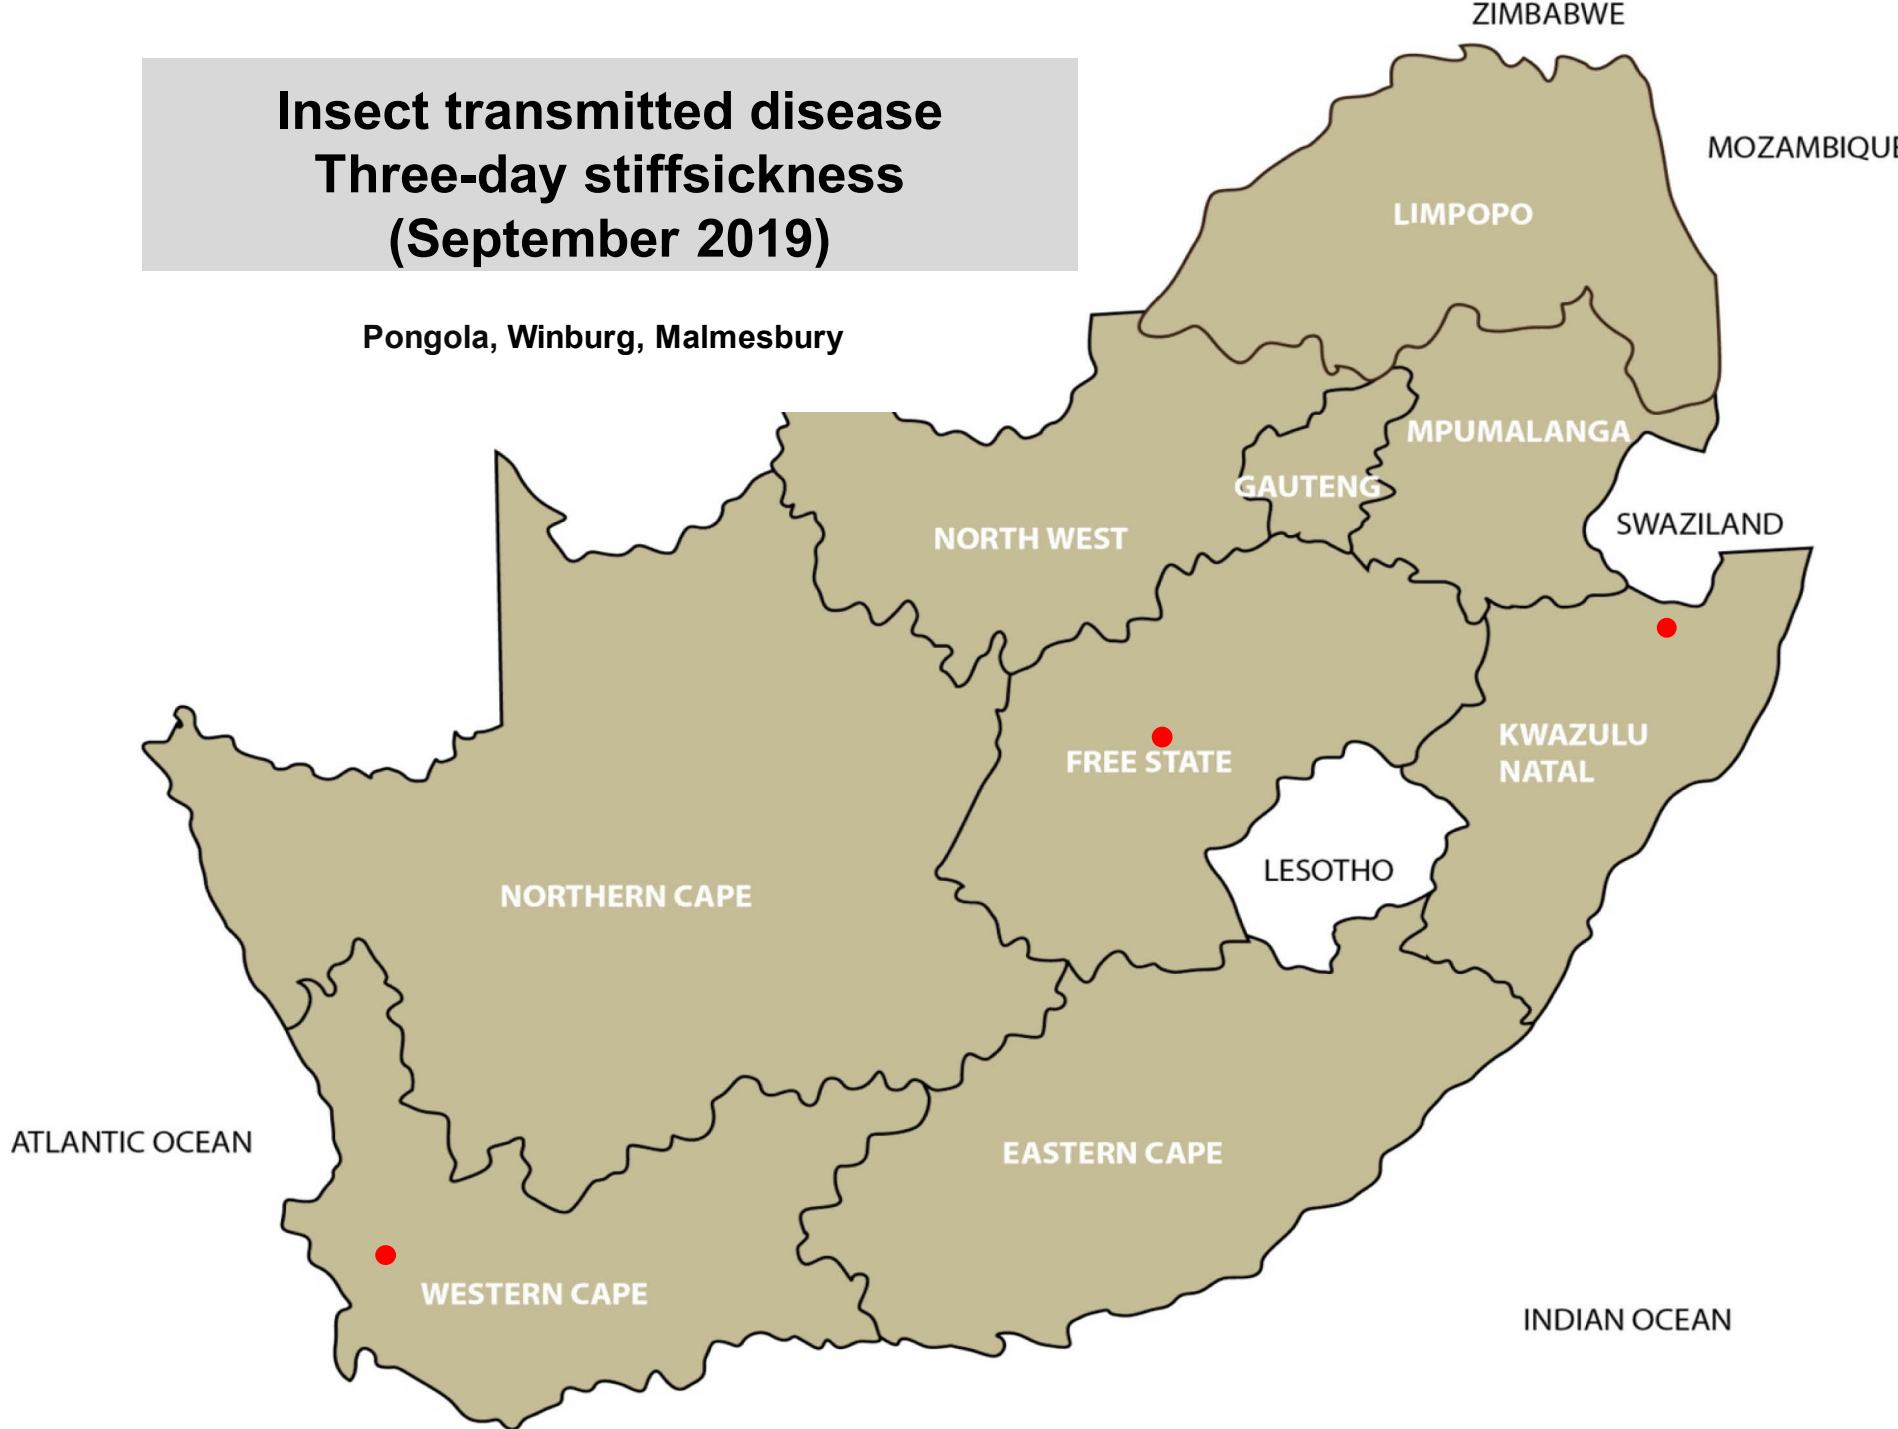 ZIMBABWE
Insect transmitted disease
Three-day stiffsickness
(September 2019)
MOZAMBIQUE
LIMPOPO
Pongola, Winburg, Malmesbury
MPUMALANGA
GAUTENG
SWAZILAND
NORTH WEST
KWAZULU
NATAL
FREE STATE
LESOTHO
NORTHERN CAPE
ATLANTIC OCEAN
EASTERN CAPE
WESTERN CAPE
INDIAN OCEAN